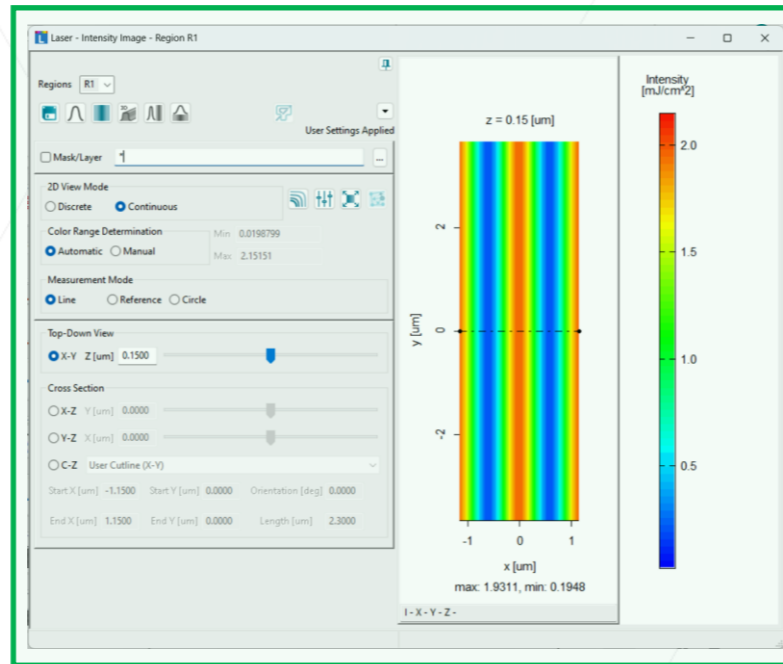 Laser - Intensity Image - Region R1
Regions R1
User Settings Applied
Mask/Layer *
...
2D View Mode
Discrete Continuous
Color Range Determination
Min 0.0198799
Automatic Manual
Max 2.15151
Measurement Mode
Line Reference Circle
Top-Down View
X-Y Z [um] 0.1500
Cross Section
X-Z Y [um] 0.0000
Y-Z X [um] 0.0000
C-Z User Cutline (X-Y)
Start X [um] -1.1500 Start Y [um] 0.0000 Orientation [deg] 0.0000
End X [um] 1.1500 End Y [um] 0.0000 Length [um] 2.3000
z = 0.15 [um]
y [um]
2
0
-2
-1 0 1
x [um]
max: 1.9311, min: 0.1948
I - X - Y - Z -
Intensity
[mJ/cm^2]
2.0
1.5
1.0
0.5